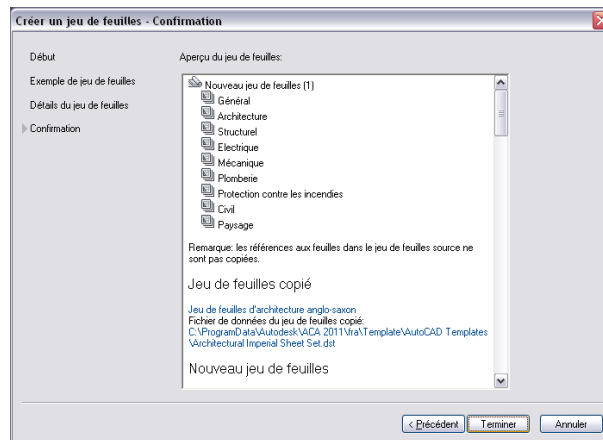 Créer un jeu de feuilles - Confirmation
Début
Exemple de jeu de feuilles
Détails du jeu de feuilles
Confirmation
Aperçu du jeu de feuilles:
Nouveau jeu de feuilles (1)
Général
Architecture
Structurel
Electrique
Mécanique
Plomberie
Protection contre les incendies
Civil
Paysage
Remarque: les références aux feuilles dans le jeu de feuilles source ne
sont pas copiées.
Jeu de feuilles copié
Jeu de feuilles d'architecture anglo-saxon
Fichier de données du jeu de feuilles copié:
C:\ProgramData\Autodesk\ACA 2011\fra\Template\AutoCAD Templates
\Architectural Imperial Sheet Set.dst
Nouveau jeu de feuilles
< Précédent
Terminer
Annuler